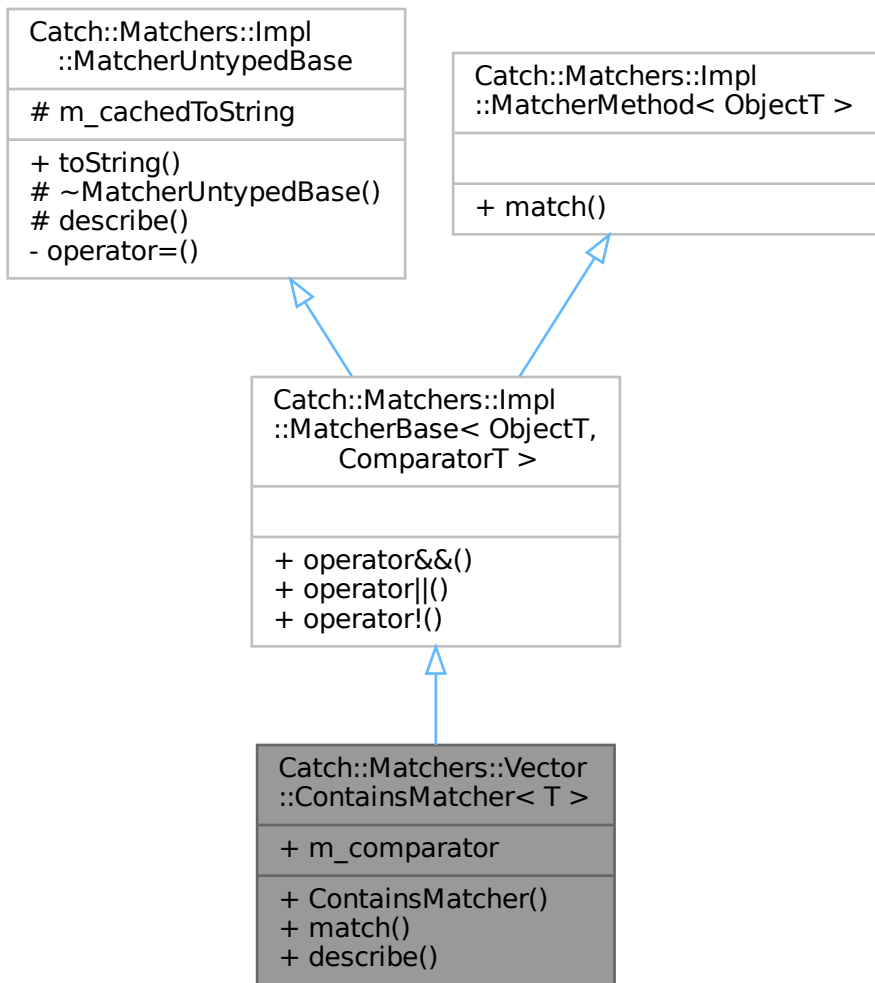 Catch::Matchers::Impl
::MatcherUntypedBase
# m_cachedToString
+ toString()
# ~MatcherUntypedBase()
# describe()
- operator=()
Catch::Matchers::Impl
::MatcherMethod< ObjectT >
+ match()
Catch::Matchers::Impl
::MatcherBase< ObjectT,
ComparatorT >
+ operator&&()
+ operator||()
+ operator!()
Catch::Matchers::Vector
::ContainsMatcher< T >
+ m_comparator
+ ContainsMatcher()
+ match()
+ describe()